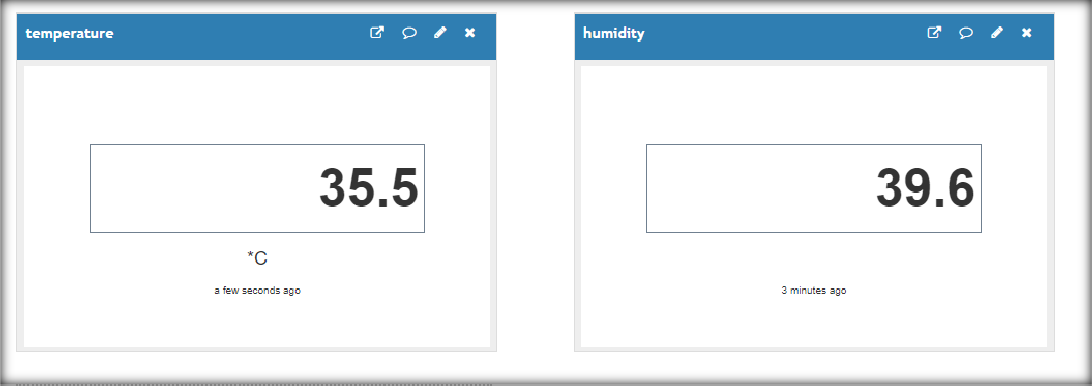 temperature
35.5
*C
a few seconds ago
humidity
39.6
3 minutes ago